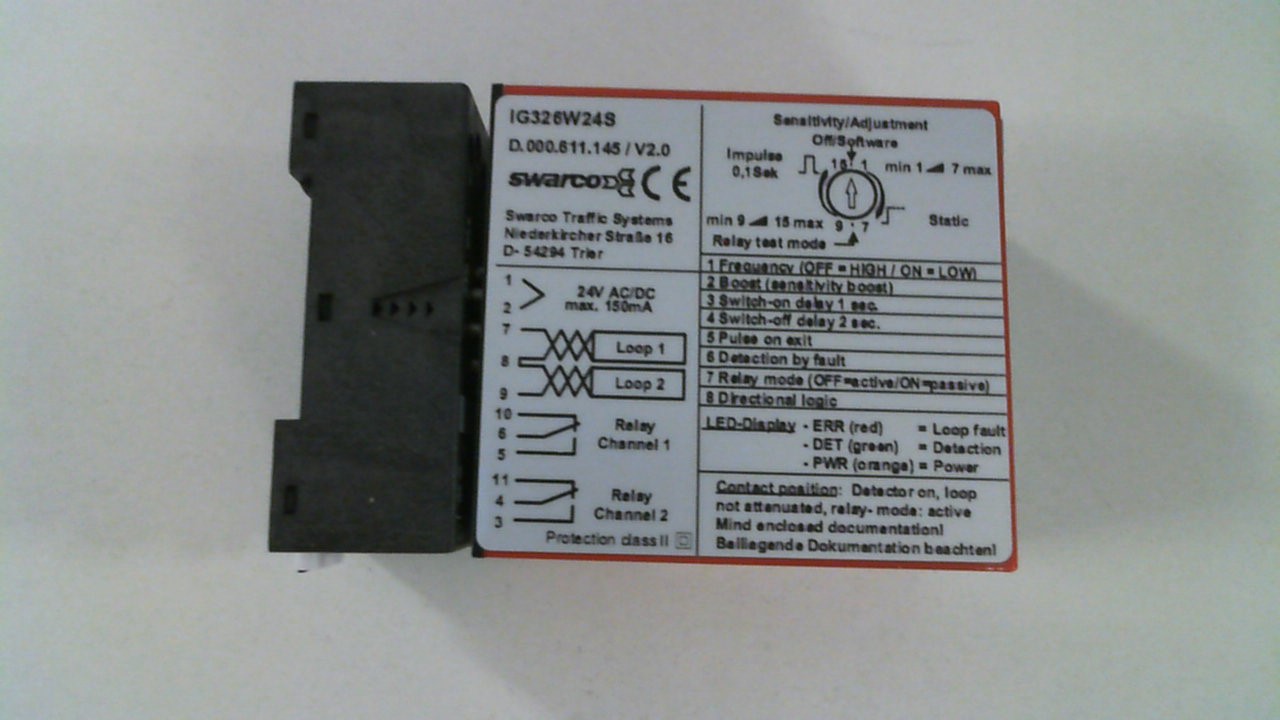 IG326W24S
D.000.611.145 / V2.0
swarco CE
Swarco Traffic Systems
Niederkircher Straße 16
D- 54294 Trier
1
2
24V AC/DC
max. 150mA
7
8
9
Loop 1
Loop 2
10
6
5
Relay
Channel 1
11
4
3
Relay
Channel 2
Protection class II
Sensitivity/Adjustment
Off/Software
Impulse
0,1Sek
16 1
min 1 7 max
min 9 15 max
9 7
Static
Relay test mode
1 Frequency (OFF = HIGH / ON = LOW)
2 Boost (sensitivity boost)
3 Switch-on delay 1 sec.
4 Switch-off delay 2 sec.
5 Pulse on exit
6 Detection by fault
7 Relay mode (OFF=active/ON=passive)
8 Directional logic
LED-Display - ERR (red) = Loop fault
- DET (green) = Detection
- PWR (orange) = Power
Contact position: Detector on, loop
not attenuated, relay- mode: active
Mind enclosed documentation!
Beiliegende Dokumentation beachten!